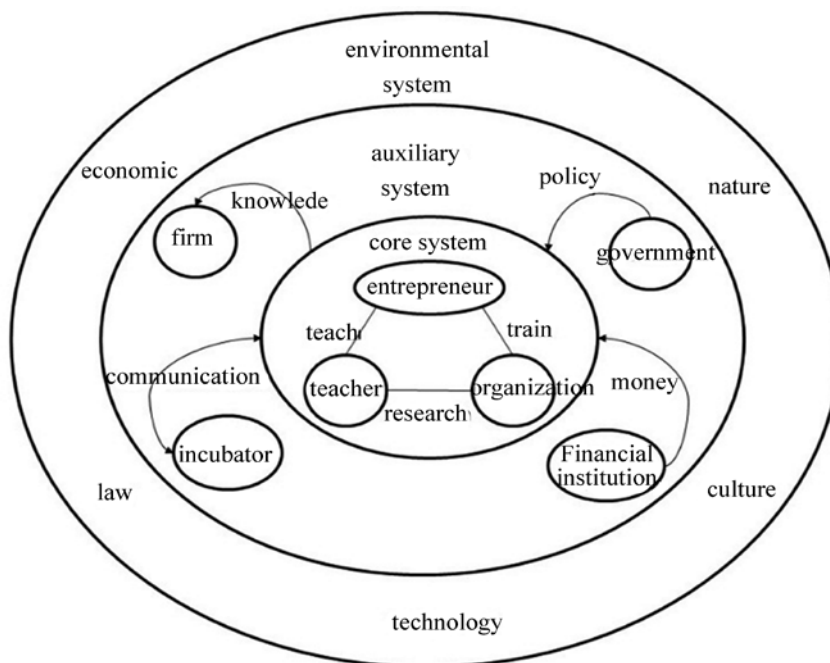 environmental
system
economic
auxiliary
system
policy
nature
knowlede
firm
core system
government
entrepreneur
teach
train
communication
teacher
organization
money
research
incubator
Financial
institution
law
culture
technology